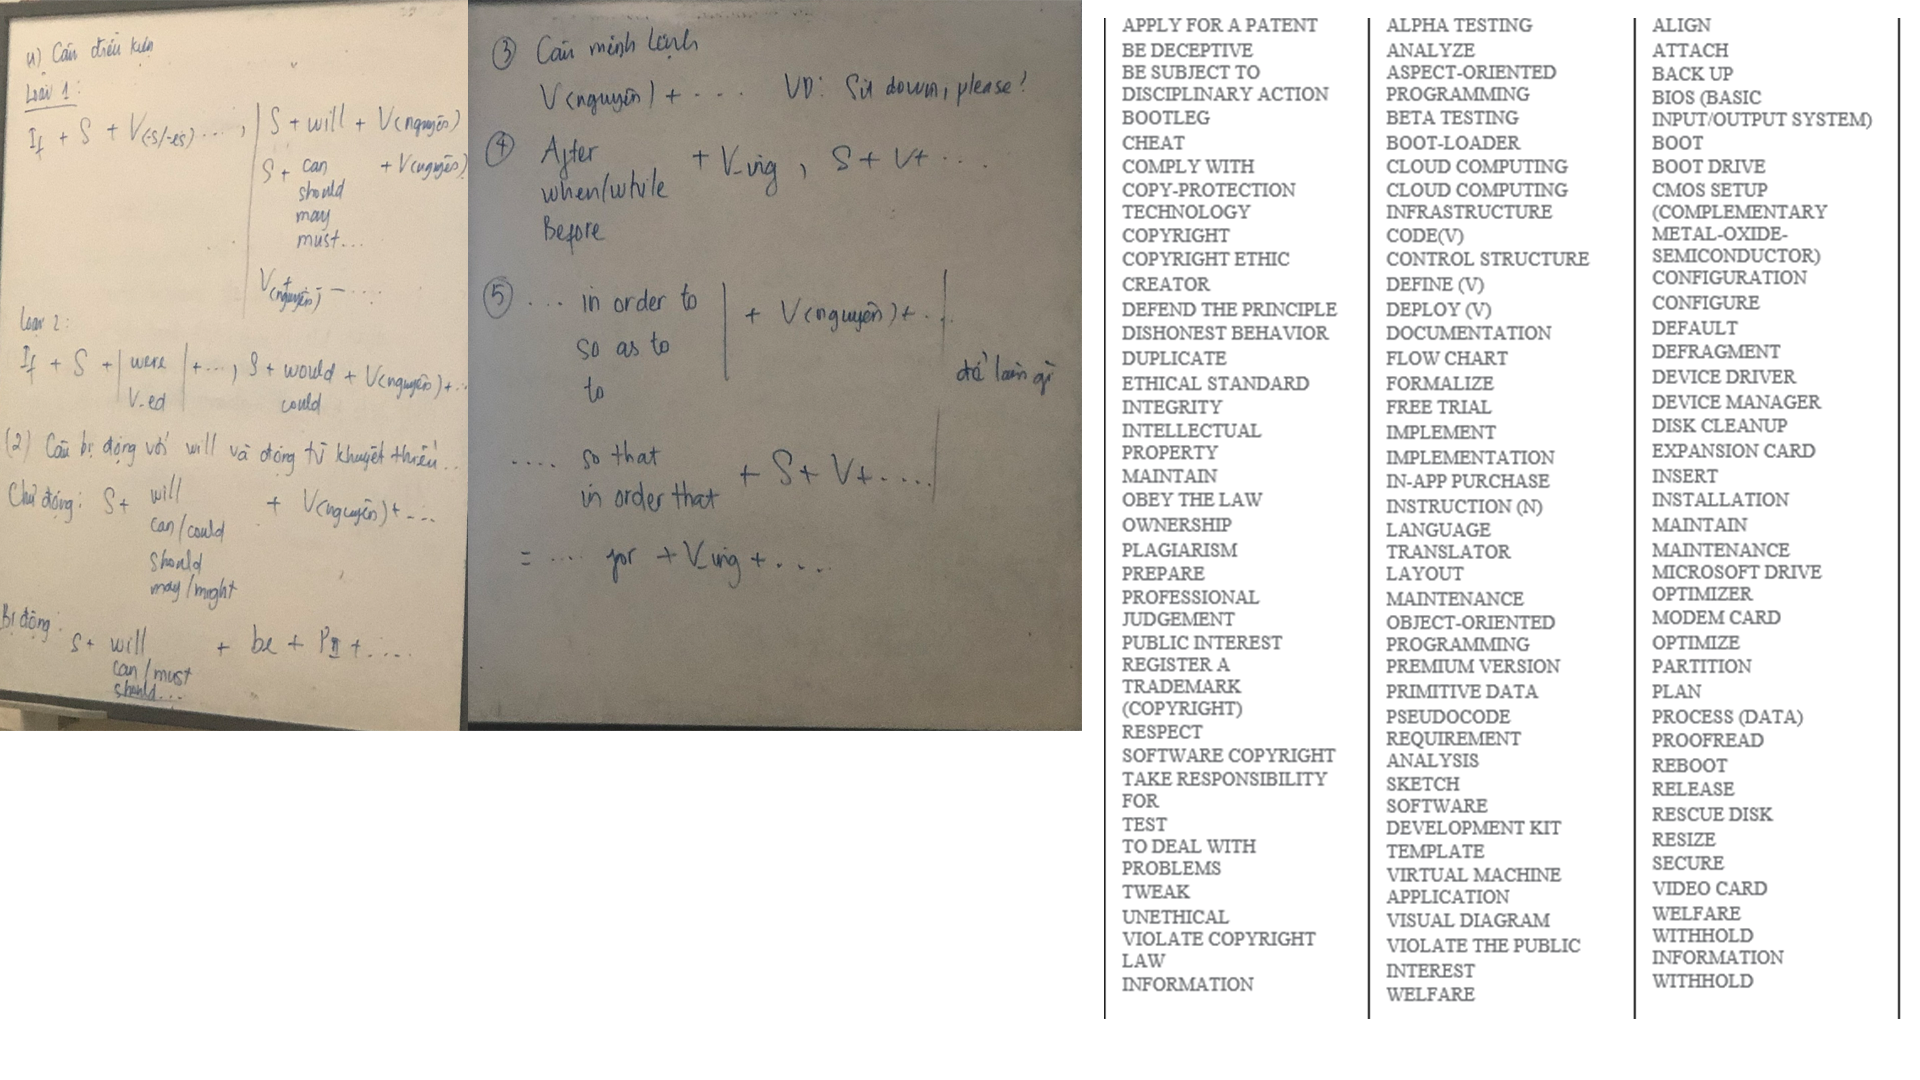 1) Câu điều kiện
Loại 1:
If + S + V(-s/-es) ..., S + will + V(nguyên)
S + can + V(nguyên)
should
may
must...
V(nguyên) + ....
Loại 2:
If + S + were + ..., S + would + V(nguyên) + ..
V-ed could
(2) Câu bị động với will và động từ khuyết thiếu...
Chủ động: S + will + V(nguyên) + ...
can/could
should
may/might
Bị động:
S + will + be + PII + ....
can/must
should...
③ Câu mệnh lệnh
V(nguyên) + .... VD: Sit down, please!
④ After + V-ing, S + V + ....
when/while
Before
⑤ ... in order to + V(nguyên) + ...
so as to
to
để làm gì
.... so that + S + V + .....
in order that
= .... for + V-ing + ....
APPLY FOR A PATENT
BE DECEPTIVE
BE SUBJECT TO
DISCIPLINARY ACTION
BOOTLEG
CHEAT
COMPLY WITH
COPY-PROTECTION
TECHNOLOGY
COPYRIGHT
COPYRIGHT ETHIC
CREATOR
DEFEND THE PRINCIPLE
DISHONEST BEHAVIOR
DUPLICATE
ETHICAL STANDARD
INTEGRITY
INTELLECTUAL
PROPERTY
MAINTAIN
OBEY THE LAW
OWNERSHIP
PLAGIARISM
PREPARE
PROFESSIONAL
JUDGEMENT
PUBLIC INTEREST
REGISTER A
TRADEMARK
(COPYRIGHT)
RESPECT
SOFTWARE COPYRIGHT
TAKE RESPONSIBILITY
FOR
TEST
TO DEAL WITH
PROBLEMS
TWEAK
UNETHICAL
VIOLATE COPYRIGHT
LAW
INFORMATION
ALPHA TESTING
ANALYZE
ASPECT-ORIENTED
PROGRAMMING
BETA TESTING
BOOT-LOADER
CLOUD COMPUTING
CLOUD COMPUTING
INFRASTRUCTURE
CODE(V)
CONTROL STRUCTURE
DEFINE (V)
DEPLOY (V)
DOCUMENTATION
FLOW CHART
FORMALIZE
FREE TRIAL
IMPLEMENT
IMPLEMENTATION
IN-APP PURCHASE
INSTRUCTION (N)
LANGUAGE
TRANSLATOR
LAYOUT
MAINTENANCE
OBJECT-ORIENTED
PROGRAMMING
PREMIUM VERSION
PRIMITIVE DATA
PSEUDOCODE
REQUIREMENT
ANALYSIS
SKETCH
SOFTWARE
DEVELOPMENT KIT
TEMPLATE
VIRTUAL MACHINE
APPLICATION
VISUAL DIAGRAM
VIOLATE THE PUBLIC
INTEREST
WELFARE
ALIGN
ATTACH
BACK UP
BIOS (BASIC
INPUT/OUTPUT SYSTEM)
BOOT
BOOT DRIVE
CMOS SETUP
(COMPLEMENTARY
METAL-OXIDE-
SEMICONDUCTOR)
CONFIGURATION
CONFIGURE
DEFAULT
DEFRAGMENT
DEVICE DRIVER
DEVICE MANAGER
DISK CLEANUP
EXPANSION CARD
INSERT
INSTALLATION
MAINTAIN
MAINTENANCE
MICROSOFT DRIVE
OPTIMIZER
MODEM CARD
OPTIMIZE
PARTITION
PLAN
PROCESS (DATA)
PROOFREAD
REBOOT
RELEASE
RESCUE DISK
RESIZE
SECURE
VIDEO CARD
WELFARE
WITHHOLD
INFORMATION
WITHHOLD